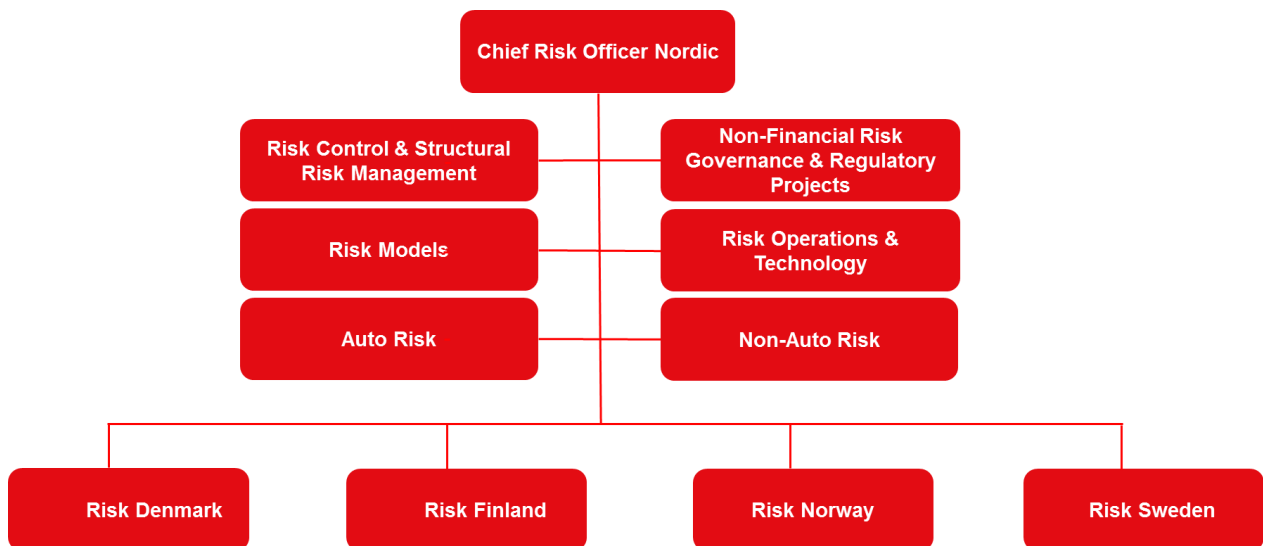 Chief Risk Officer Nordic
Risk Control & Structural
Risk Management
Non-Financial Risk
Governance & Regulatory
Projects
Risk Models
Risk Operations &
Technology
Auto Risk
Non-Auto Risk
Risk Denmark
Risk Finland
Risk Norway
Risk Sweden